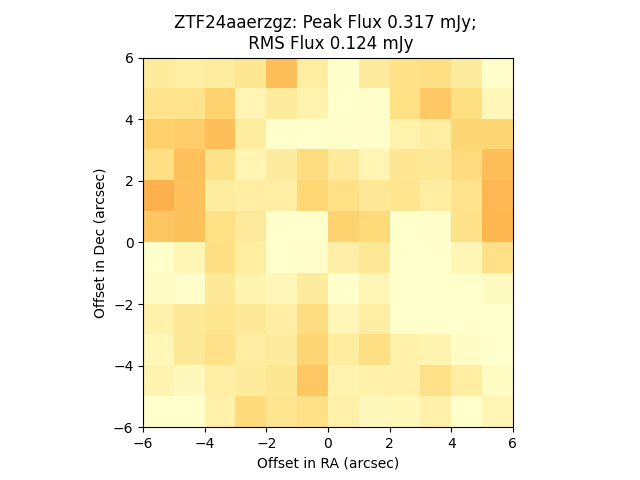 ZTF24aaerzgz: Peak Flux 0.317 mJy;
RMS Flux 0.124 mJy
6
4
2
0
−2
−4
−6
Offset in Dec (arcsec)
−6 −4 −2 0 2 4 6
Offset in RA (arcsec)